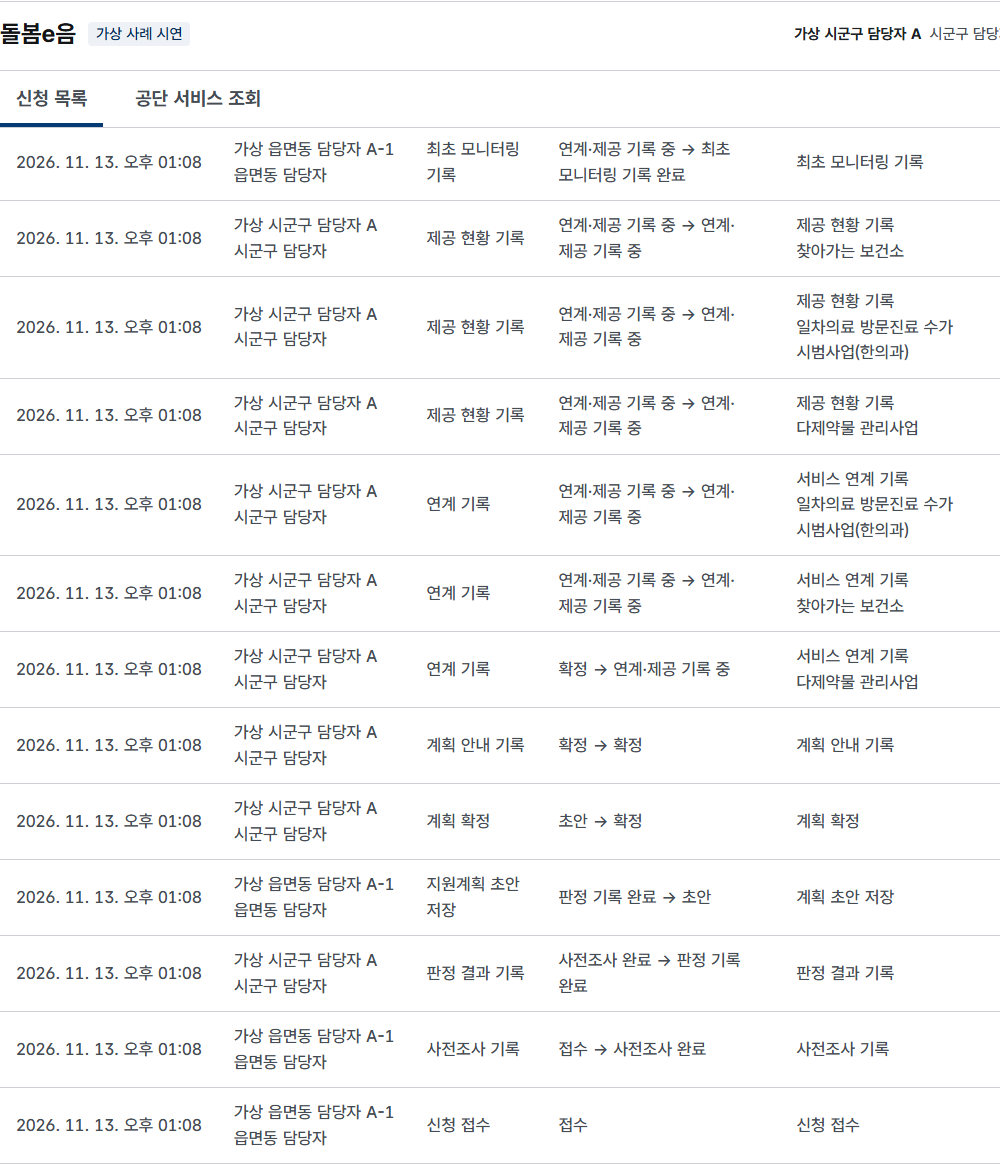 돌봄e음 가상 사례 시연 가상 시군구 담당자 A 시군구 담당
신청 목록 공단 서비스 조회
2026. 11. 13. 오후 01:08 가상 읍면동 담당자 A-1 최초 모니터링 연계·제공 기록 중 → 최초 최초 모니터링 기록
읍면동 담당자 기록 모니터링 기록 완료
2026. 11. 13. 오후 01:08 가상 시군구 담당자 A 제공 현황 기록 연계·제공 기록 중 → 연계· 제공 현황 기록
시군구 담당자 제공 기록 중 찾아가는 보건소
제공 현황 기록
2026. 11. 13. 오후 01:08 가상 시군구 담당자 A 제공 현황 기록 연계·제공 기록 중 → 연계· 일차의료 방문진료 수가
시군구 담당자 제공 기록 중 시범사업(한의과)
2026. 11. 13. 오후 01:08 가상 시군구 담당자 A 제공 현황 기록 연계·제공 기록 중 → 연계· 제공 현황 기록
시군구 담당자 제공 기록 중 다제약물 관리사업
서비스 연계 기록
2026. 11. 13. 오후 01:08 가상 시군구 담당자 A 연계 기록 연계·제공 기록 중 → 연계· 일차의료 방문진료 수가
시군구 담당자 제공 기록 중 시범사업(한의과)
2026. 11. 13. 오후 01:08 가상 시군구 담당자 A 연계 기록 연계·제공 기록 중 → 연계· 서비스 연계 기록
시군구 담당자 제공 기록 중 찾아가는 보건소
2026. 11. 13. 오후 01:08 가상 시군구 담당자 A 연계 기록 확정 → 연계·제공 기록 중 서비스 연계 기록
시군구 담당자 다제약물 관리사업
2026. 11. 13. 오후 01:08 가상 시군구 담당자 A 계획 안내 기록 확정 → 확정 계획 안내 기록
시군구 담당자
2026. 11. 13. 오후 01:08 가상 시군구 담당자 A 계획 확정 초안 → 확정 계획 확정
시군구 담당자
2026. 11. 13. 오후 01:08 가상 읍면동 담당자 A-1 지원계획 초안 판정 기록 완료 → 초안 계획 초안 저장
읍면동 담당자 저장
2026. 11. 13. 오후 01:08 가상 시군구 담당자 A 판정 결과 기록 사전조사 완료 → 판정 기록 판정 결과 기록
시군구 담당자 완료
2026. 11. 13. 오후 01:08 가상 읍면동 담당자 A-1 사전조사 기록 접수 → 사전조사 완료 사전조사 기록
읍면동 담당자
2026. 11. 13. 오후 01:08 가상 읍면동 담당자 A-1 신청 접수 접수 신청 접수
읍면동 담당자